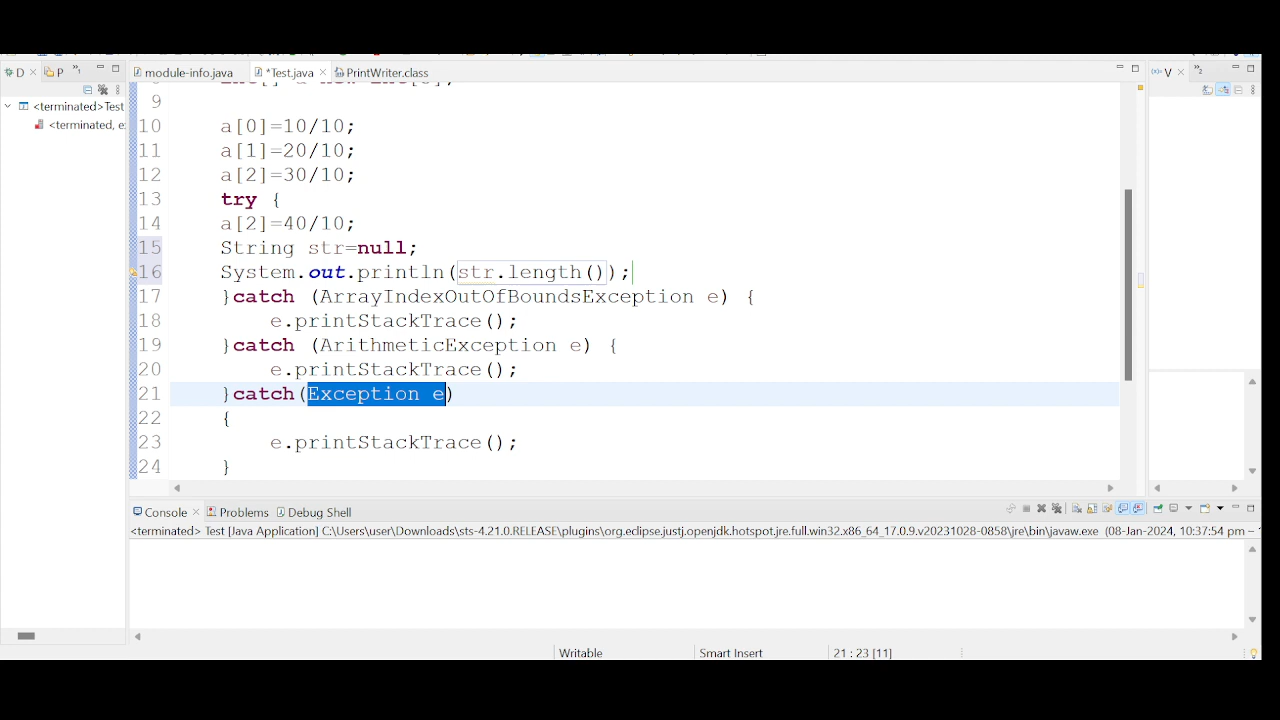 D P module-info.java *Test.java PrintWriter.class V
<terminated>Test
<terminated, e
9
10 a[0]=10/10;
11 a[1]=20/10;
12 a[2]=30/10;
13 try {
14 a[2]=40/10;
15 String str=null;
16 System.out.println(str.length());
17 }catch (ArrayIndexOutOfBoundsException e) {
18 e.printStackTrace();
19 }catch (ArithmeticException e) {
20 e.printStackTrace();
21 }catch(Exception e)
22 {
23 e.printStackTrace();
24 }
Console Problems Debug Shell
<terminated> Test [Java Application] C:\Users\user\Downloads\sts-4.21.0.RELEASE\plugins\org.eclipse.justj.openjdk.hotspot.jre.full.win32.x86_64_17.0.9.v20231028-0858\jre\bin\javaw.exe (08-Jan-2024, 10:37:54 pm –
Writable Smart Insert 21 : 23 [11]